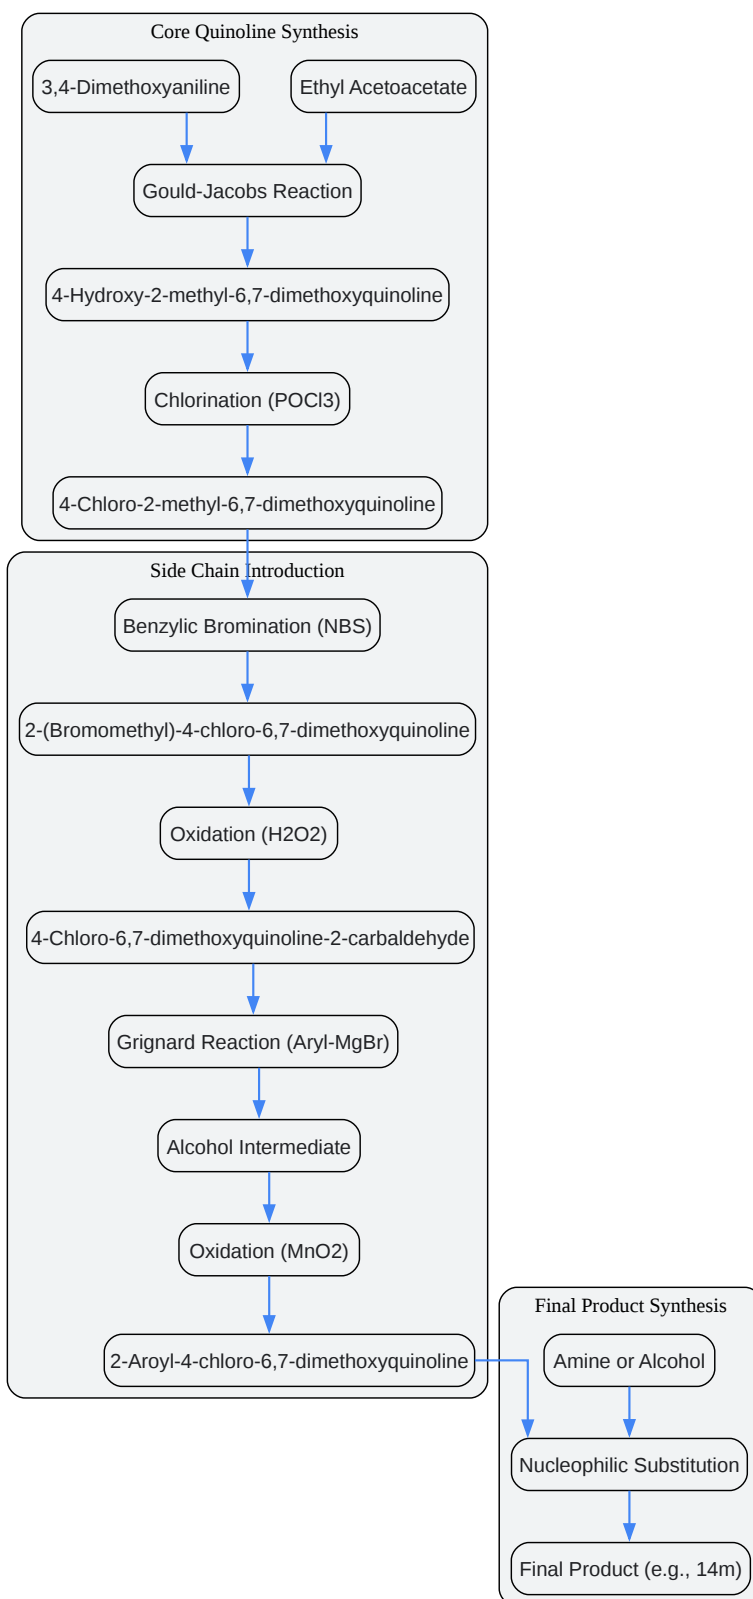 Core Quinoline Synthesis
3,4-Dimethoxyaniline
Ethyl Acetoacetate
Gould-Jacobs Reaction
4-Hydroxy-2-methyl-6,7-dimethoxyquinoline
Chlorination (POCl3)
4-Chloro-2-methyl-6,7-dimethoxyquinoline
Side Chain Introduction
Benzylic Bromination (NBS)
2-(Bromomethyl)-4-chloro-6,7-dimethoxyquinoline
Oxidation (H2O2)
4-Chloro-6,7-dimethoxyquinoline-2-carbaldehyde
Grignard Reaction (Aryl-MgBr)
Alcohol Intermediate
Oxidation (MnO2)
2-Aroyl-4-chloro-6,7-dimethoxyquinoline
Final Product Synthesis
Amine or Alcohol
Nucleophilic Substitution
Final Product (e.g., 14m)